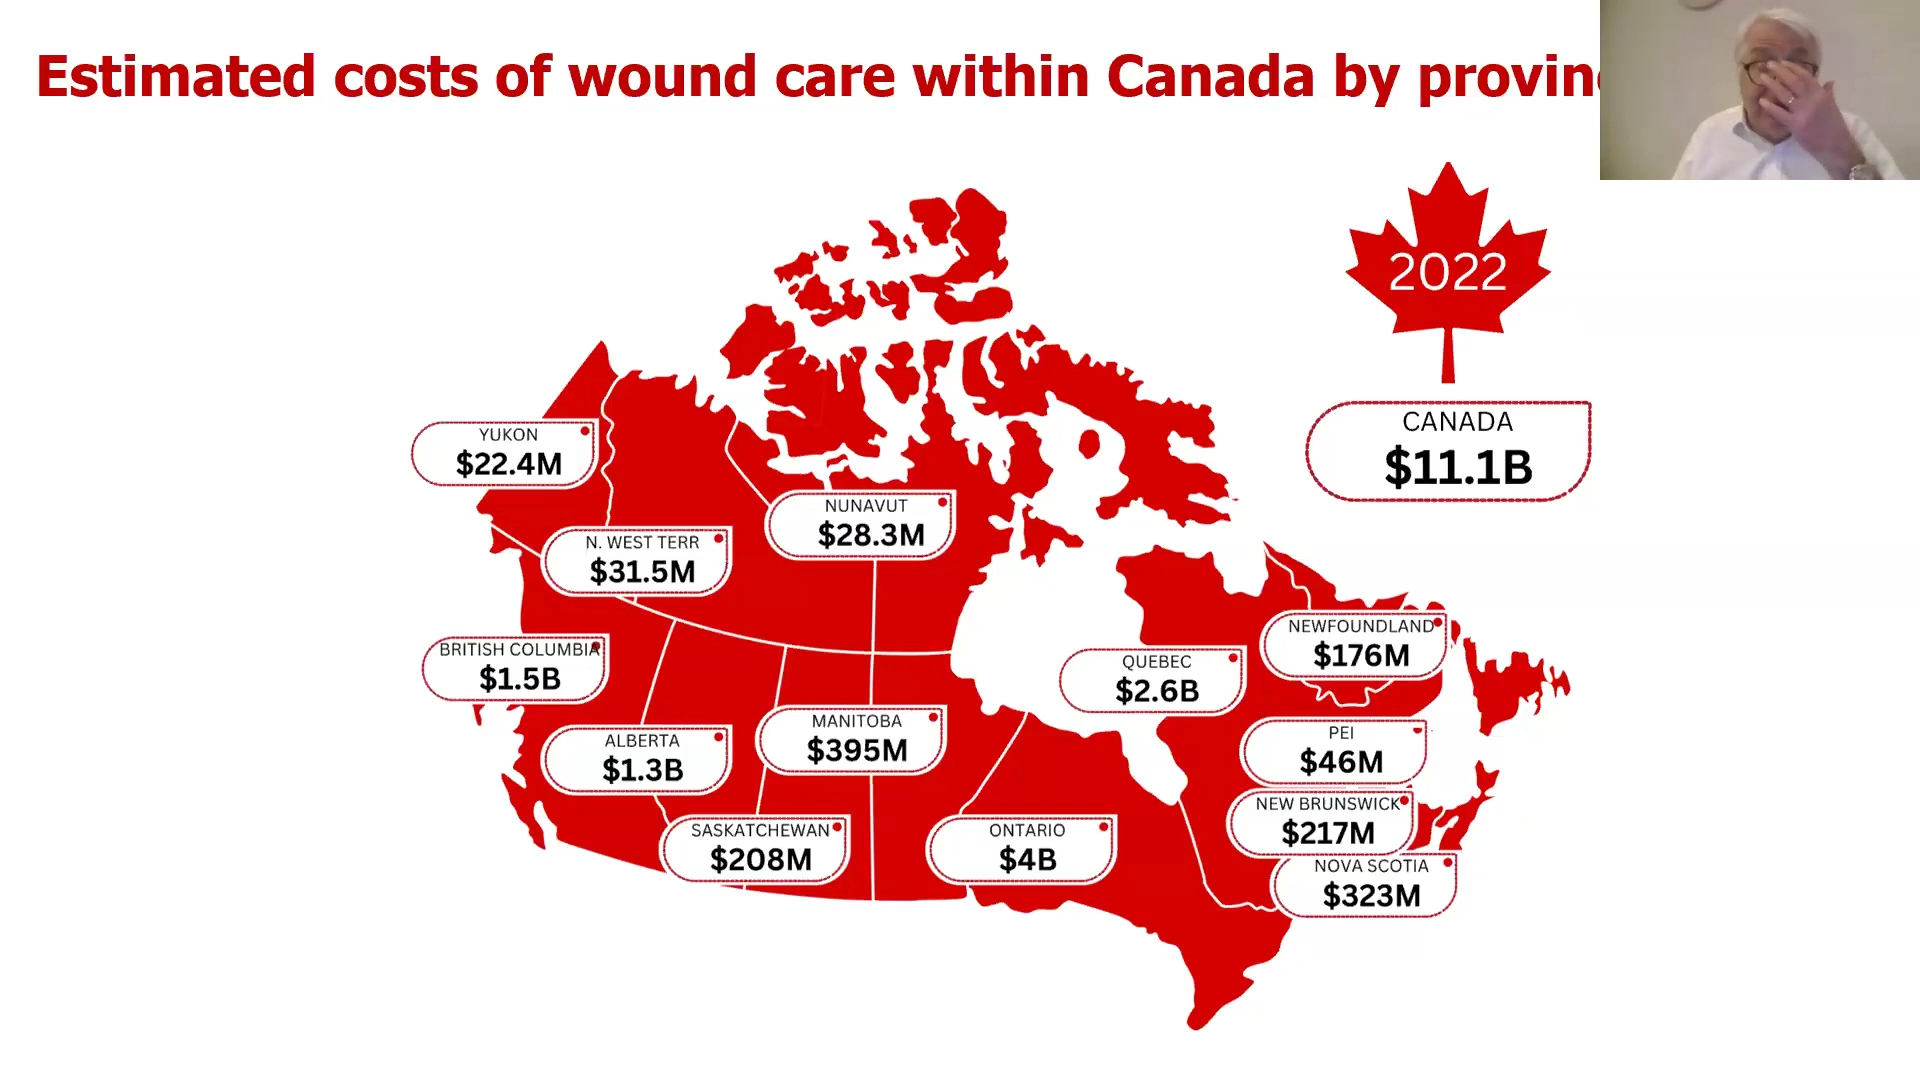 Estimated costs of wound care within Canada by provin
2022
CANADA
$11.1B
YUKON
$22.4M
NUNAVUT
$28.3M
N. WEST TERR
$31.5M
NEWFOUNDLAND
$176M
BRITISH COLUMBIA
$1.5B
QUEBEC
$2.6B
MANITOBA
$395M
PEI
$46M
ALBERTA
$1.3B
NEW BRUNSWICK
$217M
SASKATCHEWAN
$208M
ONTARIO
$4B
NOVA SCOTIA
$323M